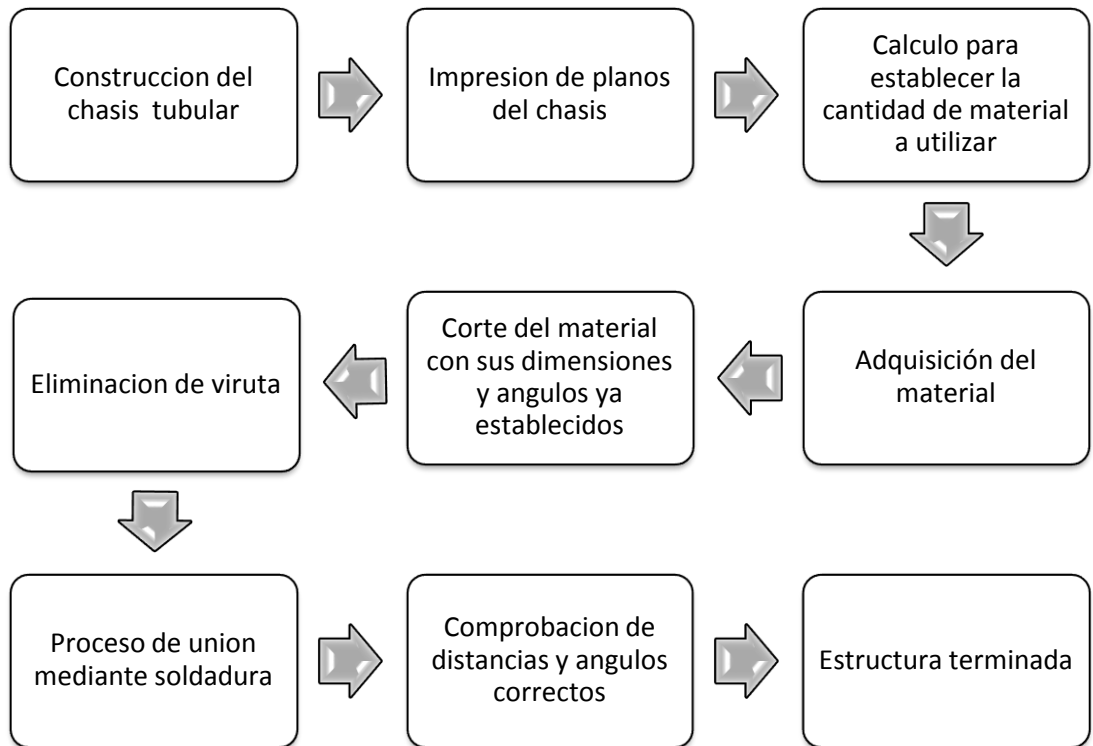 Construccion del
chasis tubular
Impresion de planos
del chasis
Calculo para
establecer la
cantidad de material
a utilizar
Adquisición del
material
Corte del material
con sus dimensiones
y angulos ya
establecidos
Eliminacion de viruta
Proceso de union
mediante soldadura
Comprobacion de
distancias y angulos
correctos
Estructura terminada